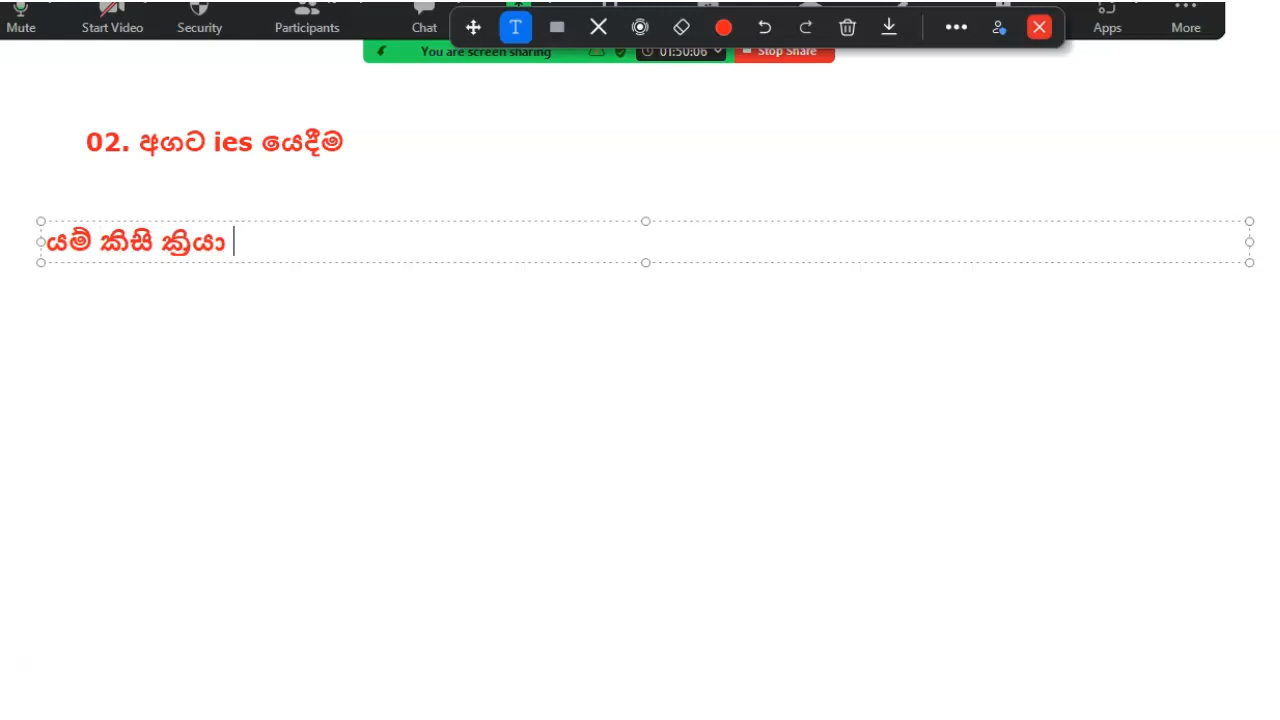 Mute
Start Video
Security
Participants
Chat
T
Apps
More
You are screen sharing
01:50:06
Stop Share
02. අගට ies යෙදීම
යම් කිසි ක්‍රියා